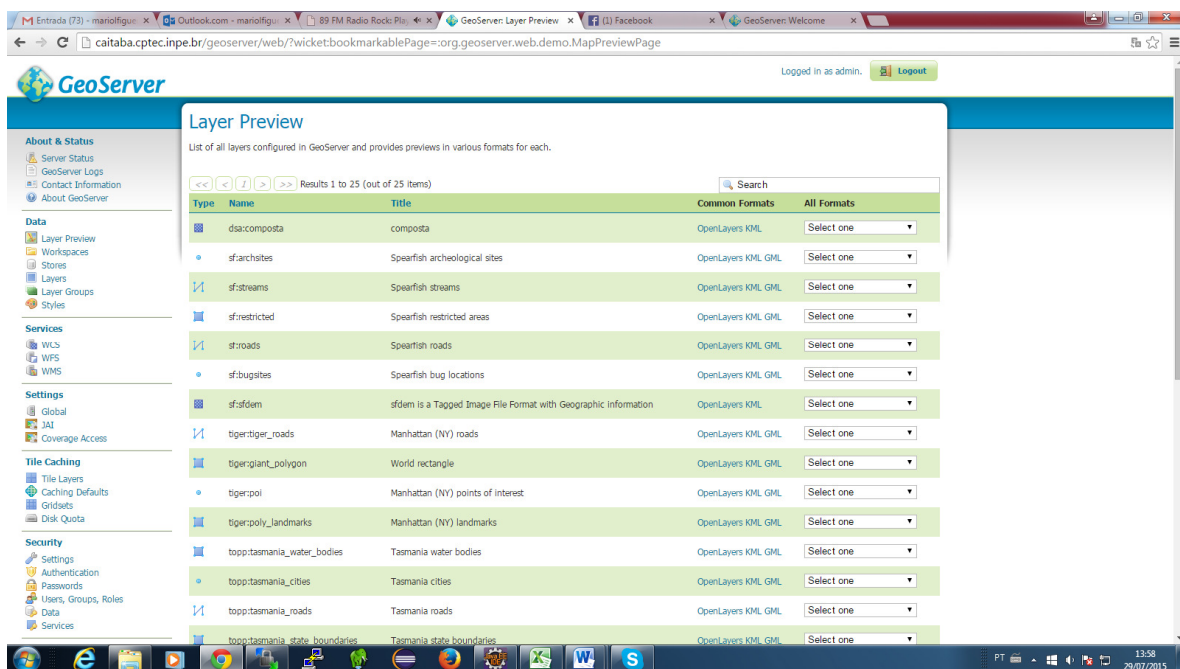 Entrada (73) - mariolfigue
Outlook.com - mariolfigu
89 FM Radio Rock: Play
GeoServer: Layer Preview
(1) Facebook
GeoServer: Welcome
caitaba.cptec.inpe.br/geoserver/web/?wicket:bookmarkablePage=:org.geoserver.web.demo.MapPreviewPage
GeoServer
Logged in as admin.
Logout
About & Status
Server Status
GeoServer Logs
Contact Information
About GeoServer
Data
Layer Preview
Workspaces
Stores
Layers
Layer Groups
Styles
Services
WCS
WFS
WMS
Settings
Global
JAI
Coverage Access
Tile Caching
Tile Layers
Caching Defaults
Gridsets
Disk Quota
Security
Settings
Authentication
Passwords
Users, Groups, Roles
Data
Services
Layer Preview
List of all layers configured in GeoServer and provides previews in various formats for each.
<< < 1 > >> Results 1 to 25 (out of 25 items)
Search
Type Name Title Common Formats All Formats
dsa:composta composta OpenLayers KML Select one
sf:archsites Spearfish archeological sites OpenLayers KML GML Select one
sf:streams Spearfish streams OpenLayers KML GML Select one
sf:restricted Spearfish restricted areas OpenLayers KML GML Select one
sf:roads Spearfish roads OpenLayers KML GML Select one
sf:bugsites Spearfish bug locations OpenLayers KML GML Select one
sf:sfdem sfdem is a Tagged Image File Format with Geographic information OpenLayers KML Select one
tiger:tiger_roads Manhattan (NY) roads OpenLayers KML GML Select one
tiger:giant_polygon World rectangle OpenLayers KML GML Select one
tiger:poi Manhattan (NY) points of interest OpenLayers KML GML Select one
tiger:poly_landmarks Manhattan (NY) landmarks OpenLayers KML GML Select one
topp:tasmania_water_bodies Tasmania water bodies OpenLayers KML GML Select one
topp:tasmania_cities Tasmania cities OpenLayers KML GML Select one
topp:tasmania_roads Tasmania roads OpenLayers KML GML Select one
topp:tasmania_state_boundaries Tasmania state boundaries OpenLayers KML GML Select one
PT
13:58
29/07/2015